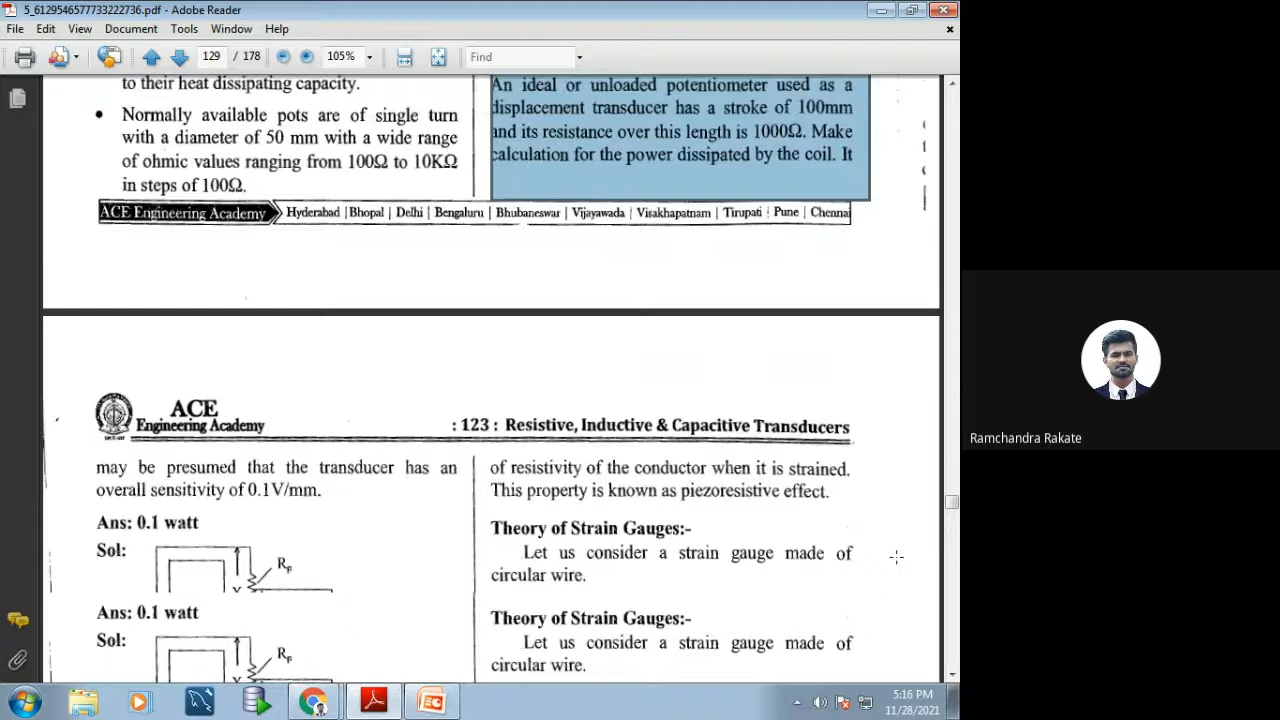 5_6129546577733222736.pdf - Adobe Reader
File Edit View Document Tools Window Help
129 / 178 105% Find
to their heat dissipating capacity.
• Normally available pots are of single turn
with a diameter of 50 mm with a wide range
of ohmic values ranging from 100Ω to 10KΩ
in steps of 100Ω.
An ideal or unloaded potentiometer used as a
displacement transducer has a stroke of 100mm
and its resistance over this length is 1000Ω. Make
calculation for the power dissipated by the coil. It
ACE Engineering Academy Hyderabad | Bhopal | Delhi | Bengaluru | Bhubaneswar | Vijayawada | Visakhapatnam | Tirupati | Pune | Chennai
ACE
Engineering Academy
: 123 : Resistive, Inductive & Capacitive Transducers
may be presumed that the transducer has an
overall sensitivity of 0.1V/mm.
Ans: 0.1 watt
Sol:
Rp
Ans: 0.1 watt
Sol:
Rp
of resistivity of the conductor when it is strained.
This property is known as piezoresistive effect.
Theory of Strain Gauges:-
Let us consider a strain gauge made of
circular wire.
Theory of Strain Gauges:-
Let us consider a strain gauge made of
circular wire.
Ramchandra Rakate
5:16 PM
11/28/2021